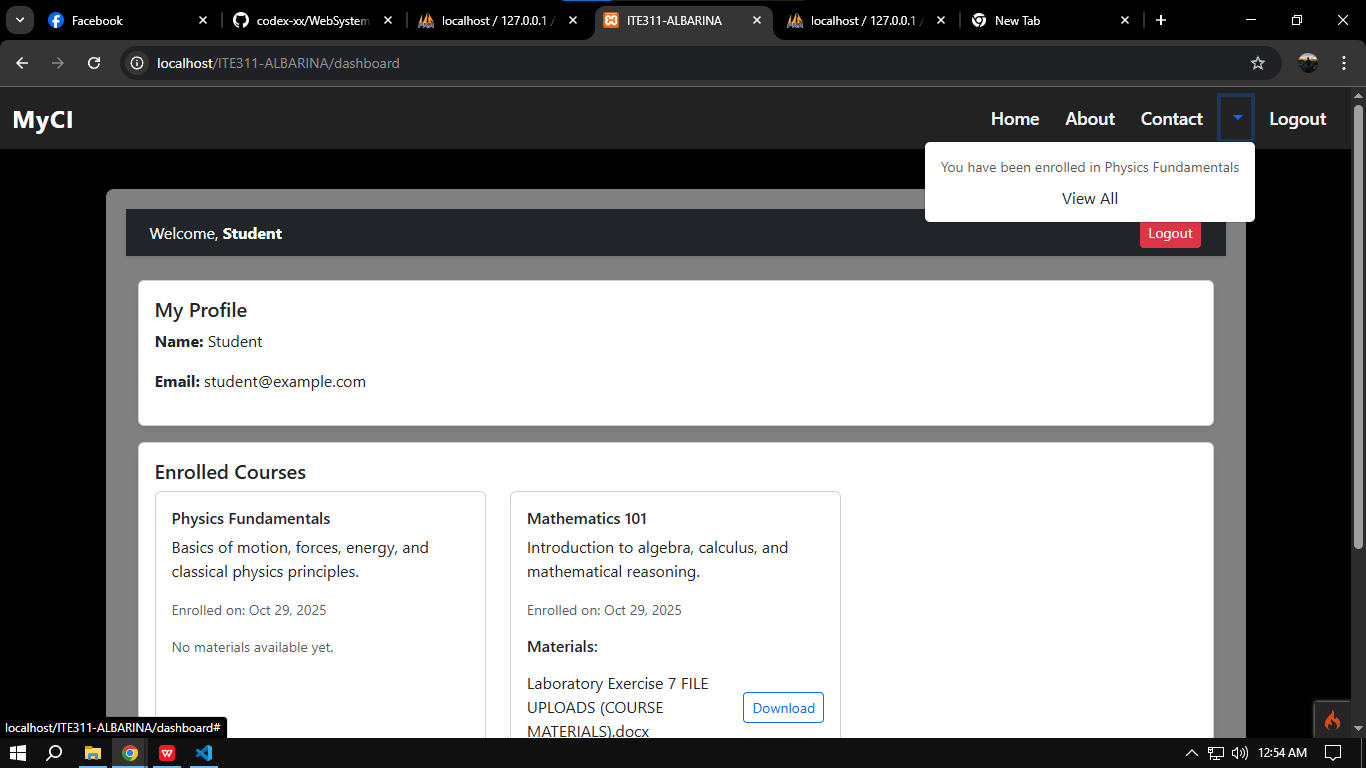 Facebook
codex-xx/WebSystem
localhost / 127.0.0.1 /
ITE311-ALBARINA
localhost / 127.0.0.1 /
New Tab
localhost/ITE311-ALBARINA/dashboard
MyCI
Home
About
Contact
Logout
You have been enrolled in Physics Fundamentals
View All
Welcome, Student
Logout
My Profile
Name: Student
Email: student@example.com
Enrolled Courses
Physics Fundamentals
Basics of motion, forces, energy, and
classical physics principles.
Enrolled on: Oct 29, 2025
No materials available yet.
Mathematics 101
Introduction to algebra, calculus, and
mathematical reasoning.
Enrolled on: Oct 29, 2025
Materials:
Laboratory Exercise 7 FILE
UPLOADS (COURSE
MATERIALS).docx
Download
localhost/ITE311-ALBARINA/dashboard#
12:54 AM